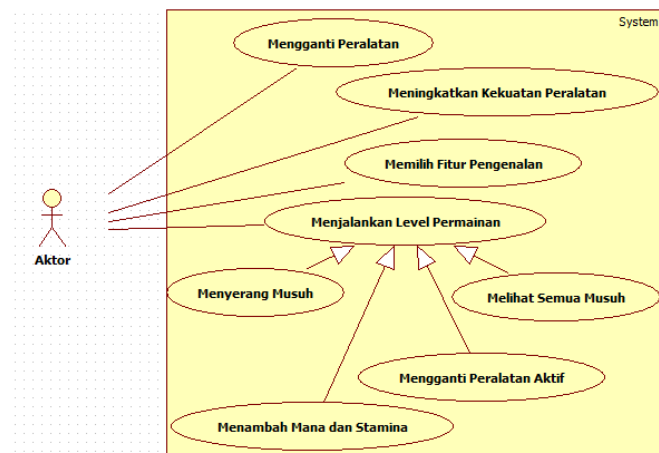 System
Mengganti Peralatan
Meningkatkan Kekuatan Peralatan
Memilih Fitur Pengenalan
Menjalankan Level Permainan
Aktor
Menyerang Musuh
Melihat Semua Musuh
Mengganti Peralatan Aktif
Menambah Mana dan Stamina